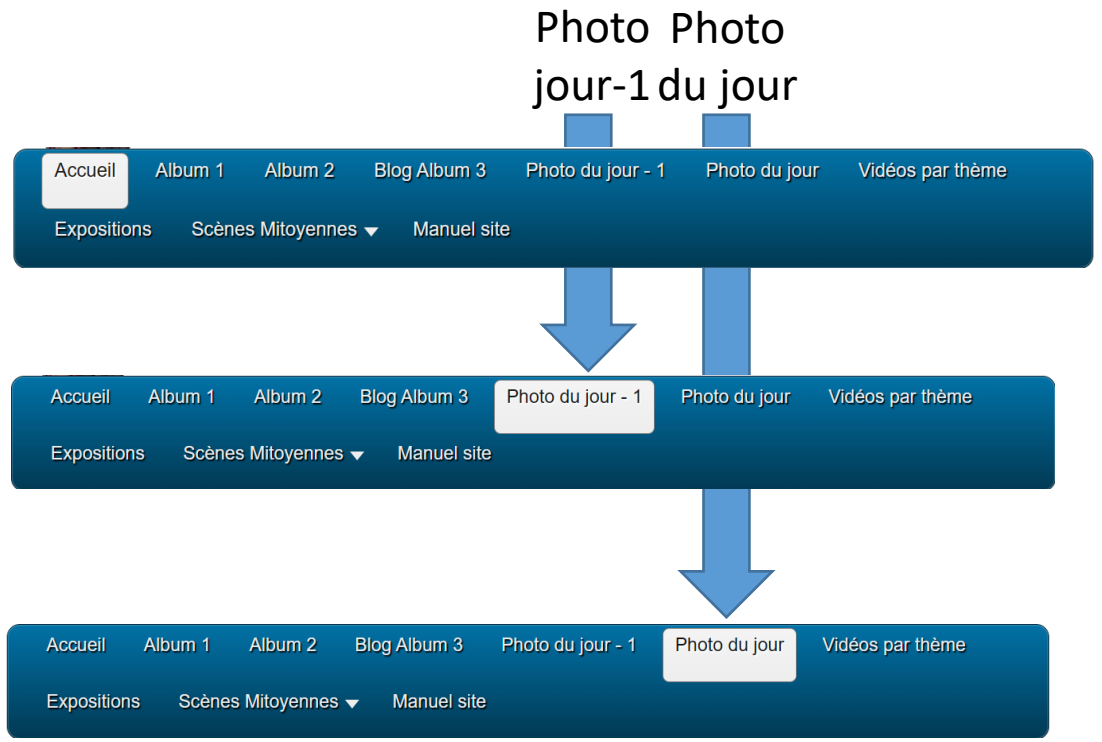 Photo Photo
jour-1 du jour
Accueil Album 1 Album 2 Blog Album 3 Photo du jour - 1 Photo du jour Vidéos par thème
Expositions Scènes Mitoyennes Manuel site
Accueil Album 1 Album 2 Blog Album 3 Photo du jour - 1 Photo du jour Vidéos par thème
Expositions Scènes Mitoyennes Manuel site
Accueil Album 1 Album 2 Blog Album 3 Photo du jour - 1 Photo du jour Vidéos par thème
Expositions Scènes Mitoyennes Manuel site